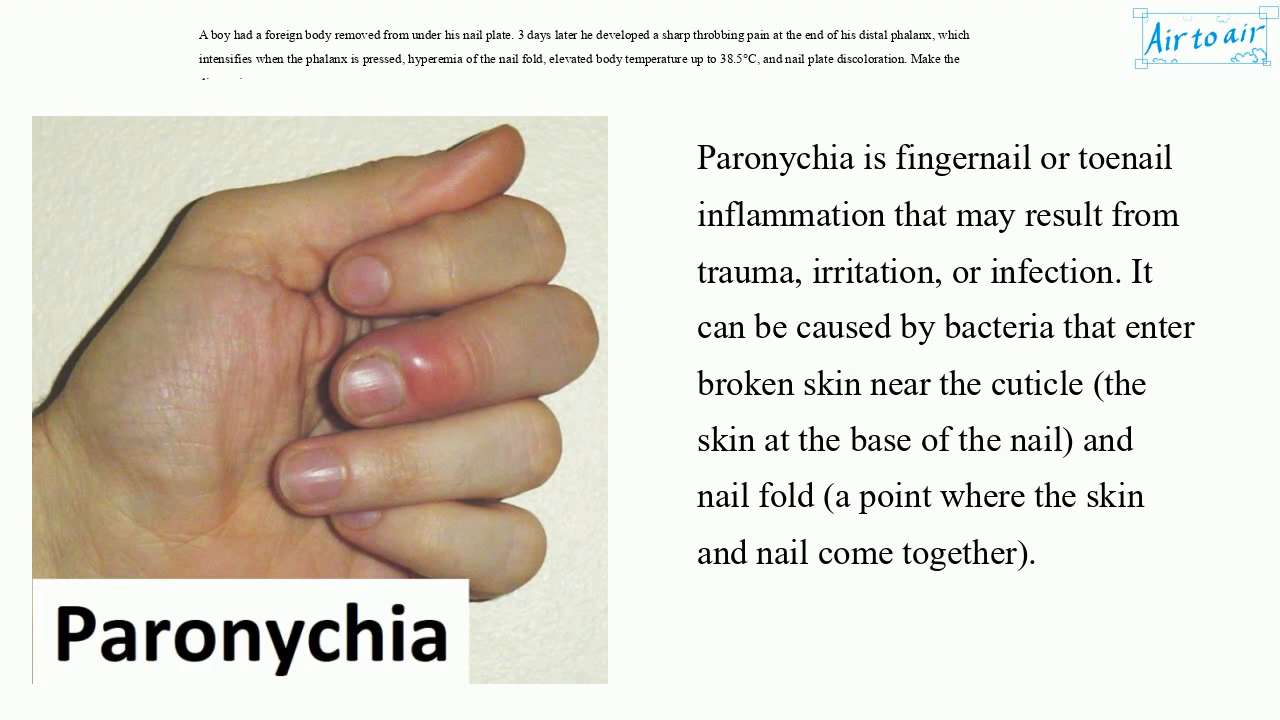 A boy had a foreign body removed from under his nail plate. 3 days later he developed a sharp throbbing pain at the end of his distal phalanx, which
intensifies when the phalanx is pressed, hyperemia of the nail fold, elevated body temperature up to 38.5°C, and nail plate discoloration. Make the
Air to air
Paronychia is fingernail or toenail
inflammation that may result from
trauma, irritation, or infection. It
can be caused by bacteria that enter
broken skin near the cuticle (the
skin at the base of the nail) and
nail fold (a point where the skin
and nail come together).
Paronychia